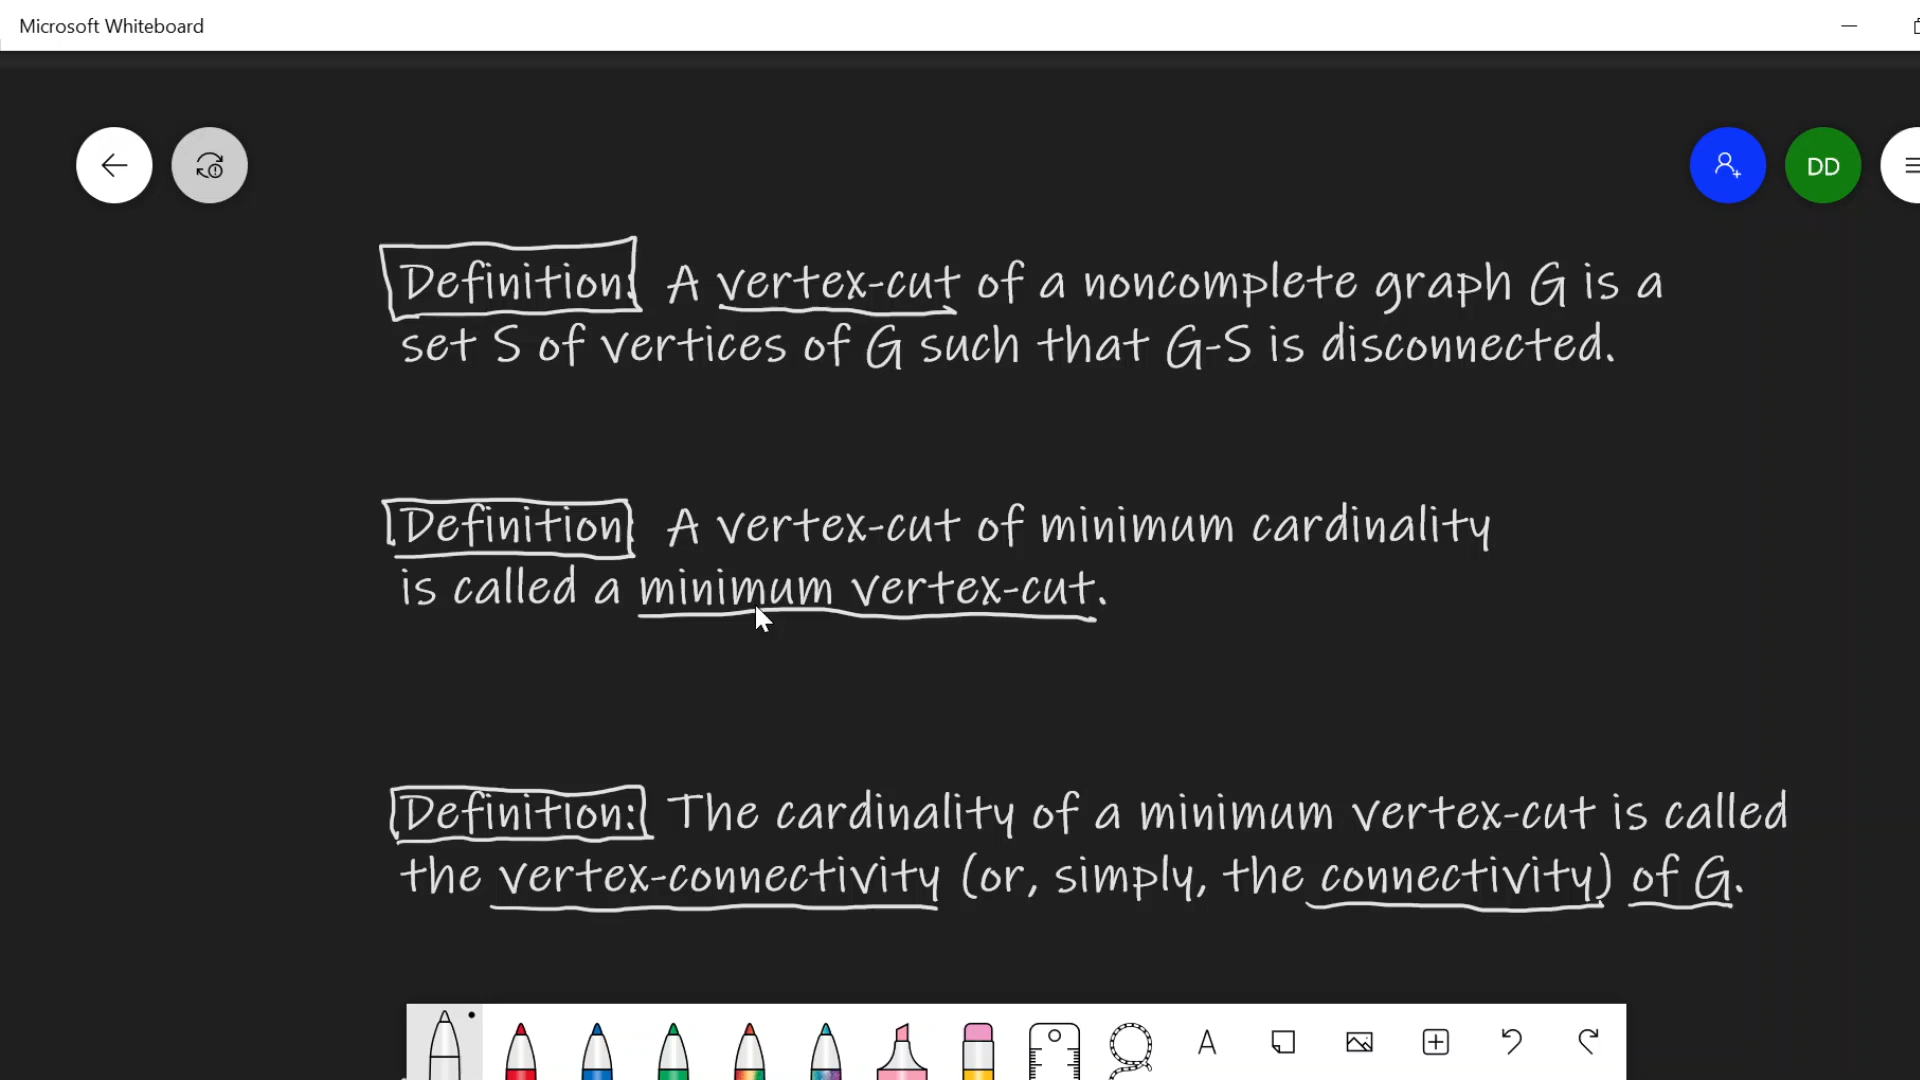 Microsoft Whiteboard
DD
Definition: A vertex-cut of a noncomplete graph G is a
set S of vertices of G such that G-S is disconnected.
Definition: A vertex-cut of minimum cardinality
is called a minimum vertex-cut.
Definition: The cardinality of a minimum vertex-cut is called
the vertex-connectivity (or, simply, the connectivity) of G.
A